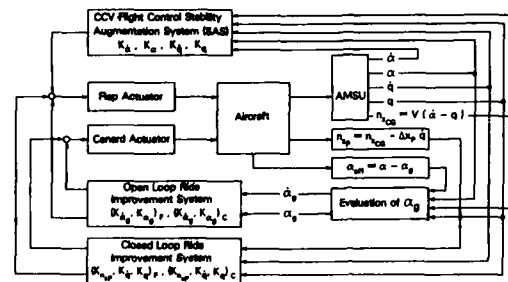 CCV-Flight Control Stability
Augmentation System (SAS)
K_α̇ , K_α , K_q̇ , K_q
Flap Actuator
Canard Actuator
Aircraft
AMSU
α̇
α
q̇
q
n_zCG = V(α̇ - q)
n_zP = n_zCG - Δx_P q̇
α_eff = α - α_g
Open Loop Ride
Improvement System
(K_α̇g , K_αg)_F , (K_α̇g , K_αg)_C
α̇_g
α_g
Evaluation of α_g
Closed Loop Ride
Improvement System
(K_nzP , K_q̇ , K_q)_F , (K_nzP , K_q̇ , K_q)_C